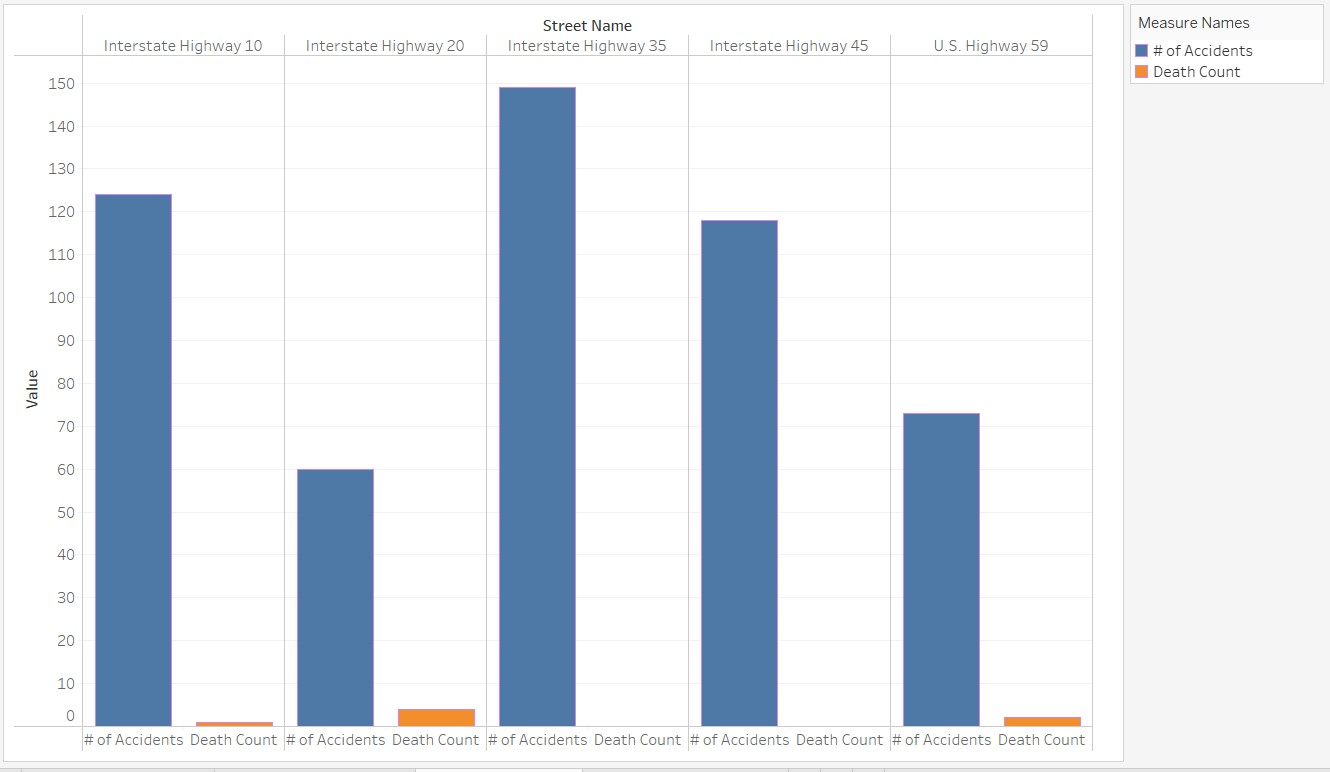 Street Name
Interstate Highway 10 Interstate Highway 20 Interstate Highway 35 Interstate Highway 45 U.S. Highway 59
Measure Names
# of Accidents
Death Count
150
140
130
120
110
100
90
80
70
60
50
40
30
20
10
0
Value
# of Accidents Death Count # of Accidents Death Count # of Accidents Death Count # of Accidents Death Count # of Accidents Death Count